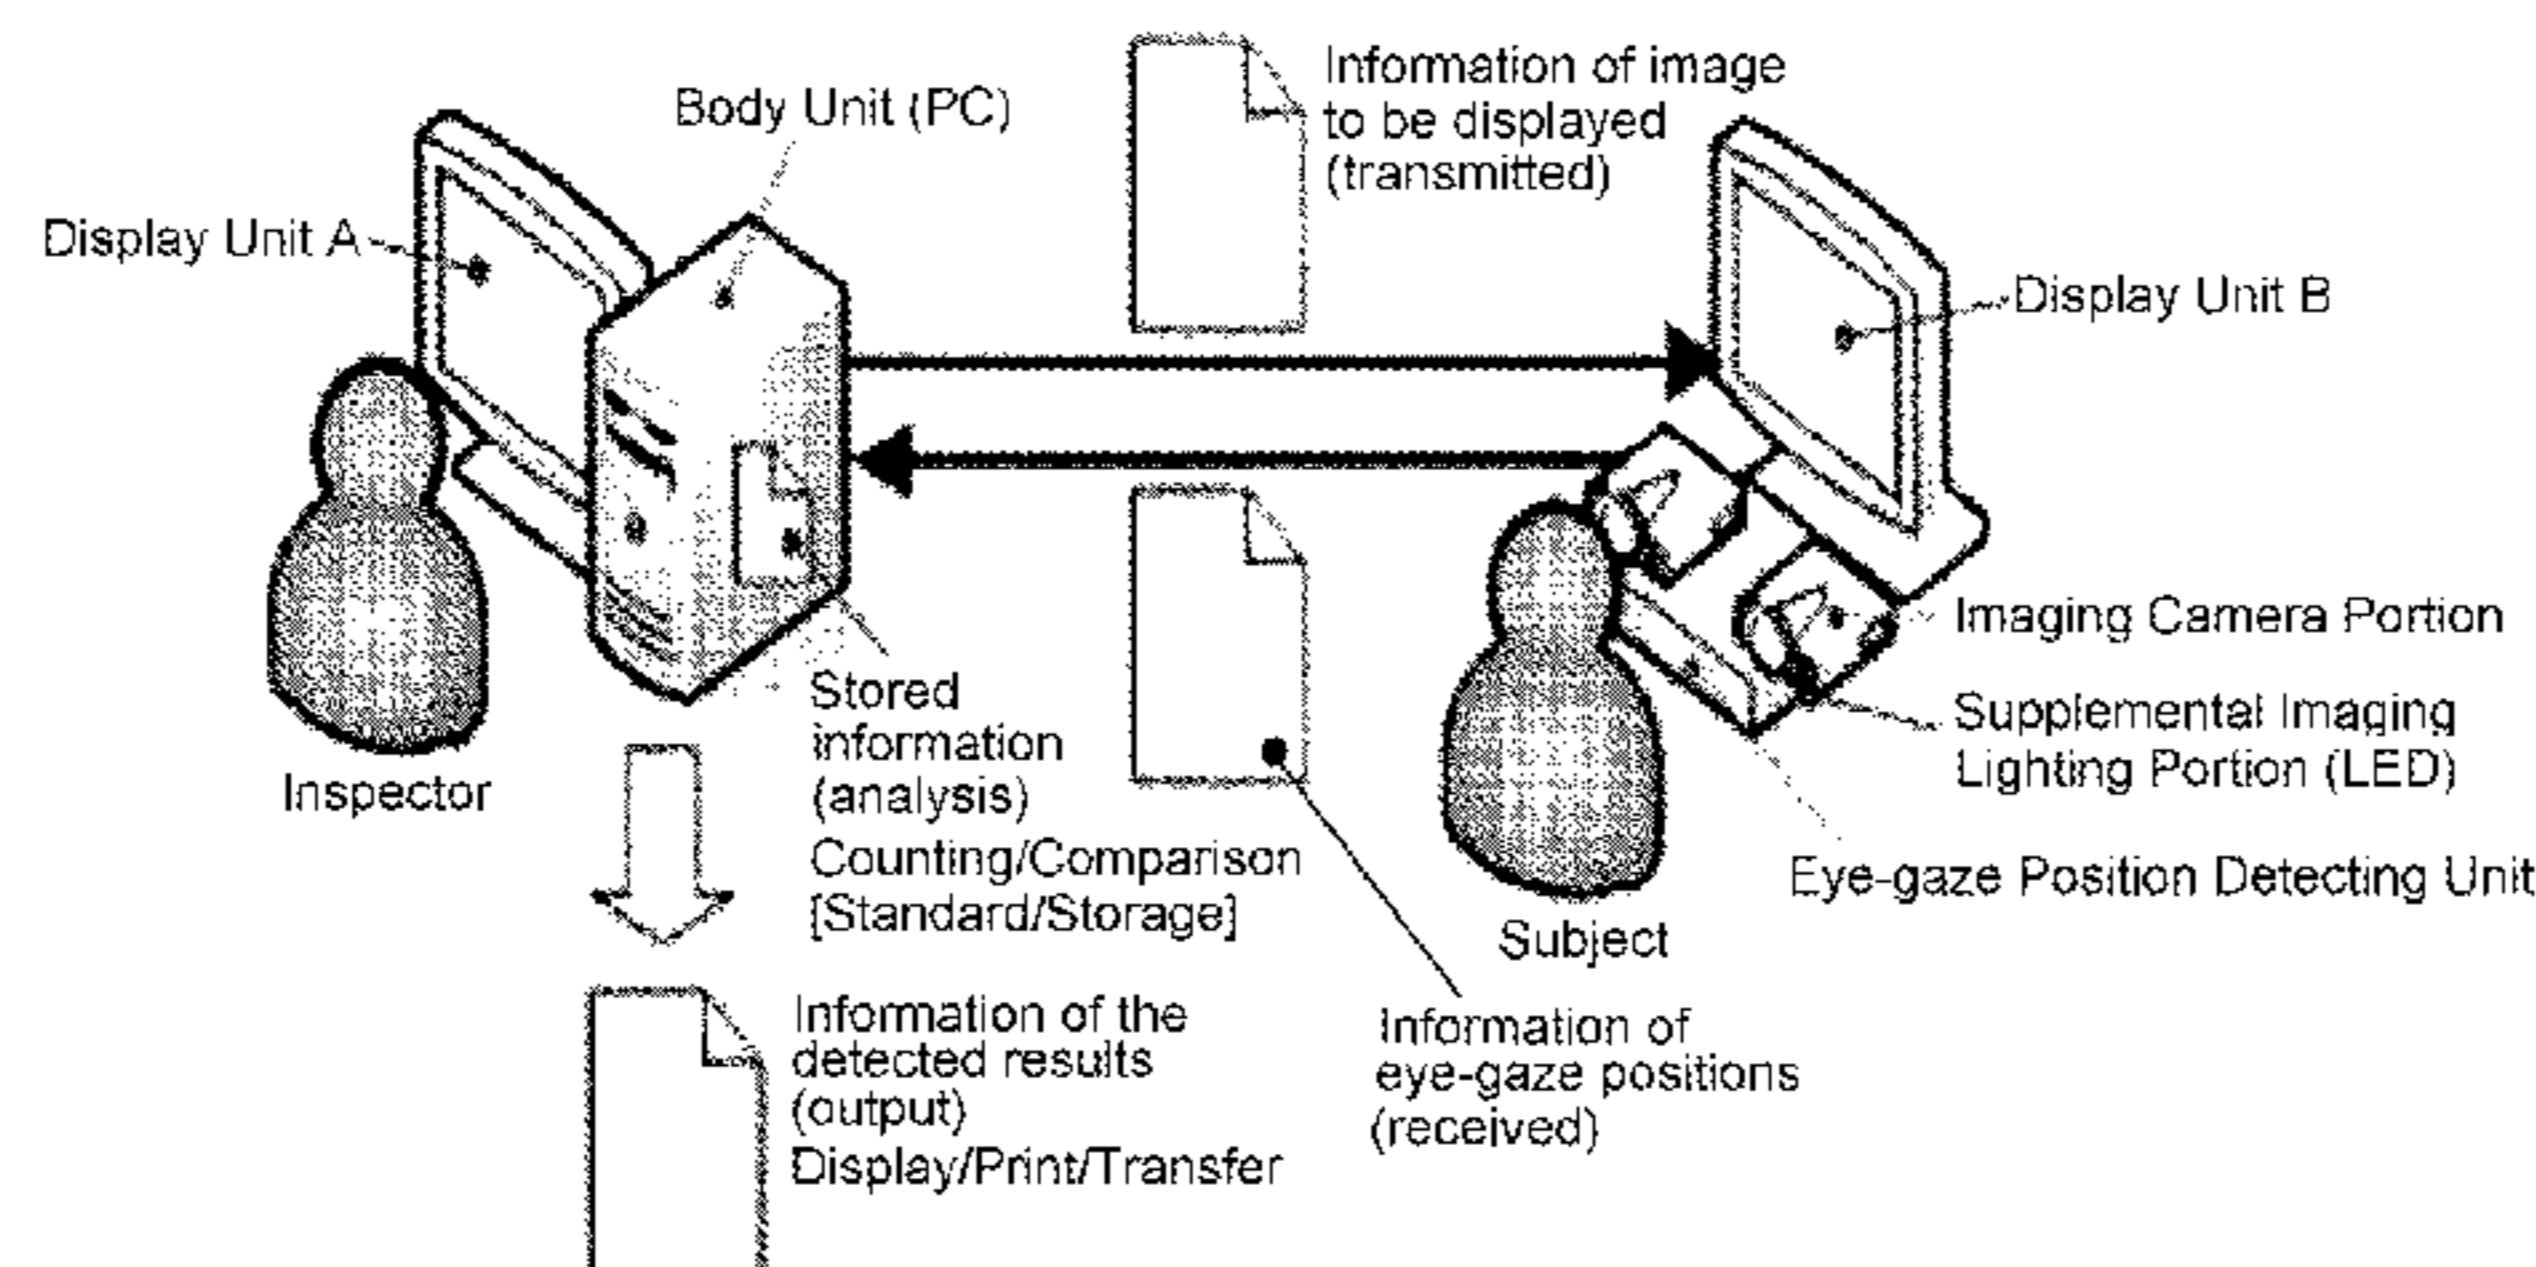 Information of image
to be displayed
(transmitted)
Body Unit (PC)
Display Unit A
Display Unit B
Imaging Camera Portion
Supplemental Imaging
Lighting Portion (LED)
Eye-gaze Position Detecting Unit
Inspector
Subject
Stored
information
(analysis)
Counting/Comparison
[Standard/Storage]
Information of the
detected results
(output)
Display/Print/Transfer
Information of
eye-gaze positions
(received)